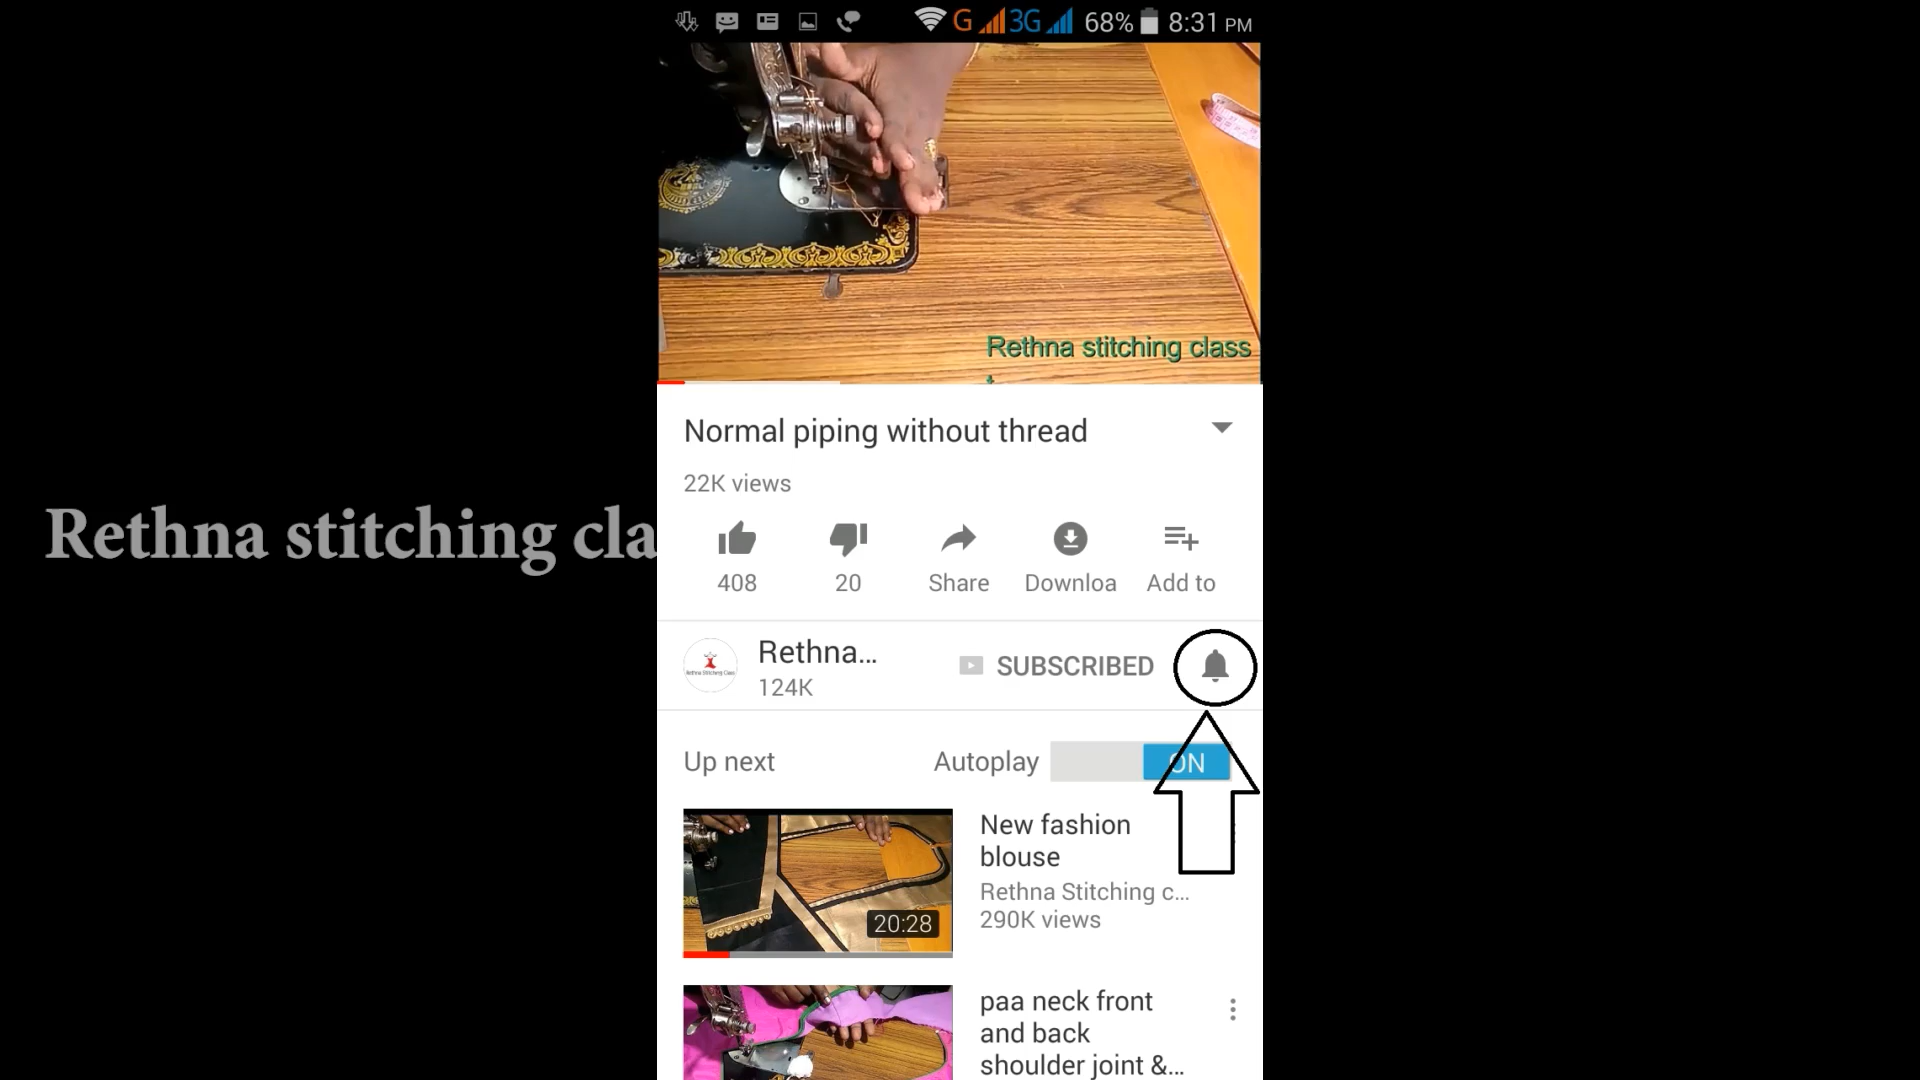 G 3G 68% 8:31 PM
Rethna stitching class
Normal piping without thread
22K views
408
20
Share
Downloa
Add to
Rethna stitching cla
Rethna...
124K
SUBSCRIBED
Up next
Autoplay
ON
New fashion
blouse
Rethna Stitching c...
290K views
20:28
paa neck front
and back
shoulder joint &...